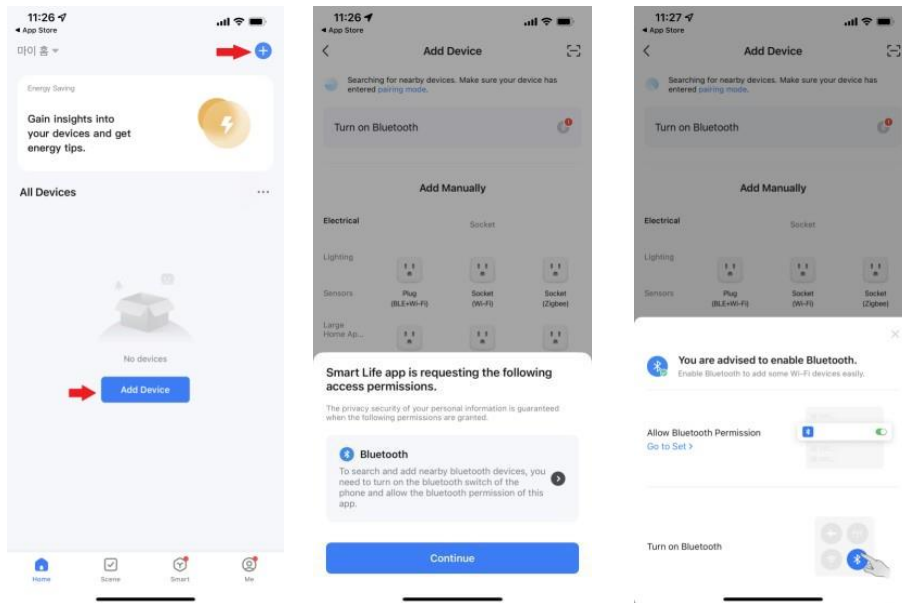 11:26
◀ App Store
마이 홈
Energy Saving
Gain insights into
your devices and get
energy tips.
All Devices
No devices
Add Device
Home
Scene
Smart
Me
11:26
◀ App Store
Add Device
Searching for nearby devices. Make sure your device has
entered pairing mode.
Turn on Bluetooth
Add Manually
Electrical
Socket
Lighting
Sensors
Plug
(BLE+Wi-Fi)
Socket
(Wi-Fi)
Socket
(Zigbee)
Large
Home Ap...
Smart Life app is requesting the following
access permissions.
The privacy security of your personal information is guaranteed
when the following permissions are granted.
Bluetooth
To search and add nearby bluetooth devices, you
need to turn on the bluetooth switch of the
phone and allow the bluetooth permission of this
app.
Continue
11:27
◀ App Store
Add Device
Searching for nearby devices. Make sure your device has
entered pairing mode.
Turn on Bluetooth
Add Manually
Electrical
Socket
Lighting
Sensors
Plug
(BLE+Wi-Fi)
Socket
(Wi-Fi)
Socket
(Zigbee)
You are advised to enable Bluetooth.
Enable Bluetooth to add some Wi-Fi devices easily.
Allow Bluetooth Permission
Go to Set >
Turn on Bluetooth